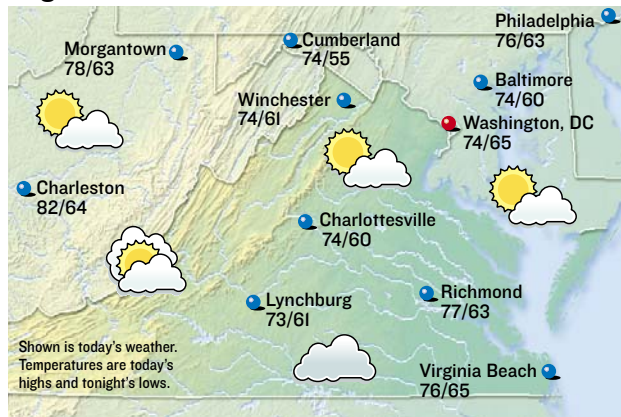 Philadelphia
76/63
Morgantown
78/63
Cumberland
74/55
Baltimore
74/60
Winchester
74/61
Washington, DC
74/65
Charleston
82/64
Charlottesville
74/60
Lynchburg
73/61
Richmond
77/63
Shown is today's weather.
Temperatures are today's
highs and tonight's lows.
Virginia Beach
76/65